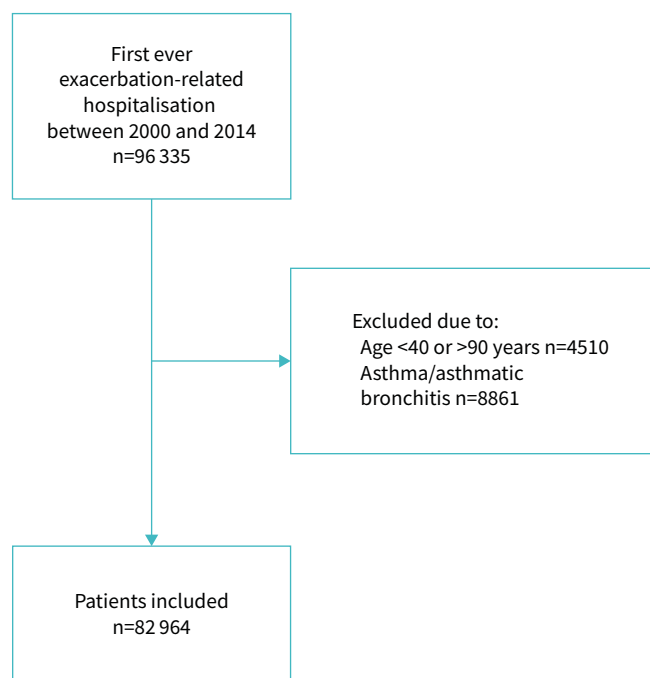 First ever
exacerbation-related
hospitalisation
between 2000 and 2014
n=96 335
Excluded due to:
Age <40 or >90 years n=4510
Asthma/asthmatic
bronchitis n=8861
Patients included
n=82 964